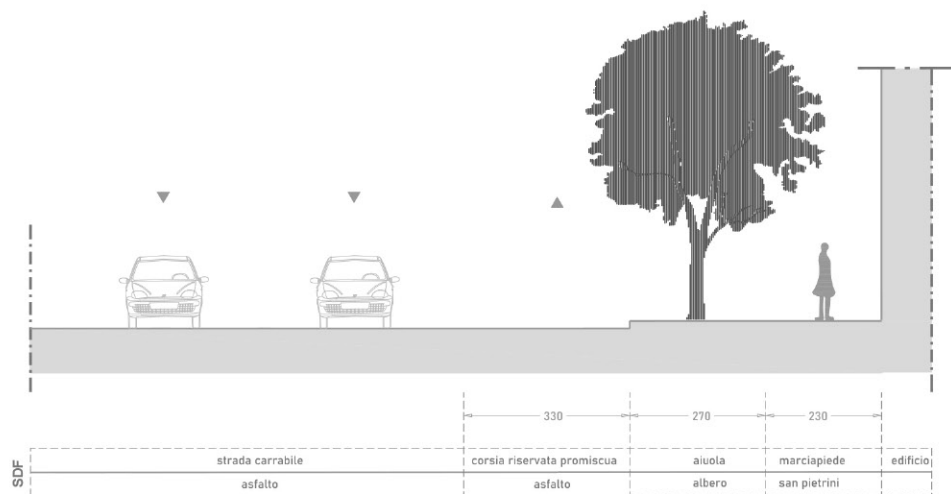 330 270 230
SDF
strada carrabile corsia riservata promiscua aiuola marciapiede edificio
asfalto asfalto albero san pietrini